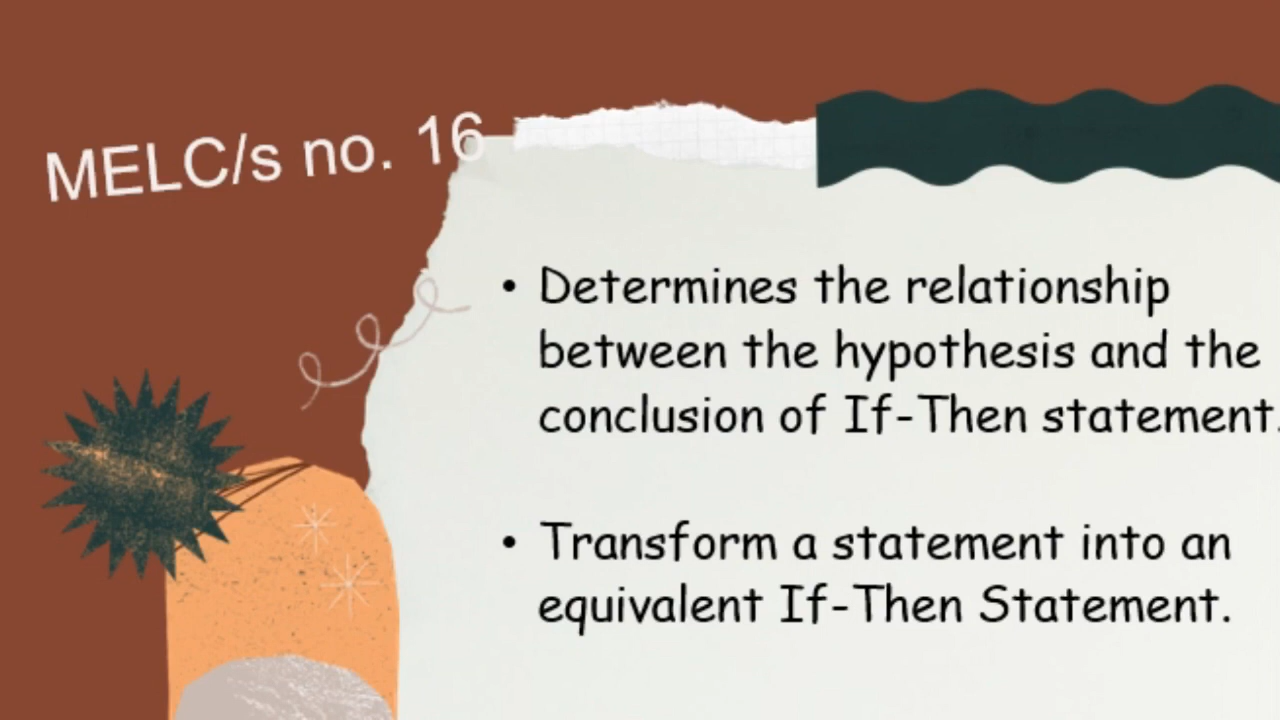 MELC/s no. 16
• Determines the relationship
between the hypothesis and the
conclusion of If-Then statement.
• Transform a statement into an
equivalent If-Then Statement.